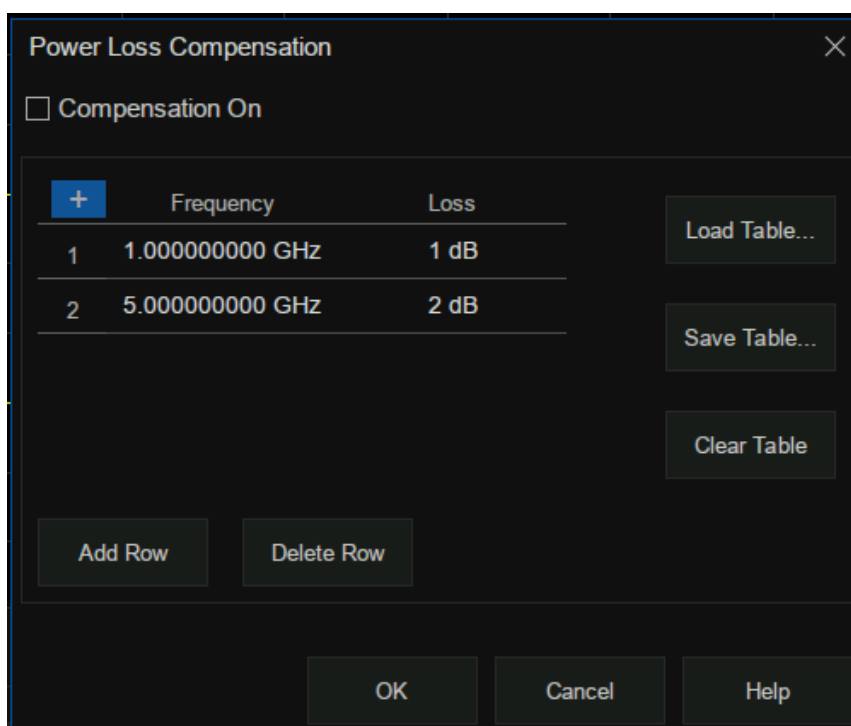 Power Loss Compensation
Compensation On
+ Frequency Loss
1 1.000000000 GHz 1 dB
2 5.000000000 GHz 2 dB
Load Table...
Save Table...
Clear Table
Add Row Delete Row
OK Cancel Help